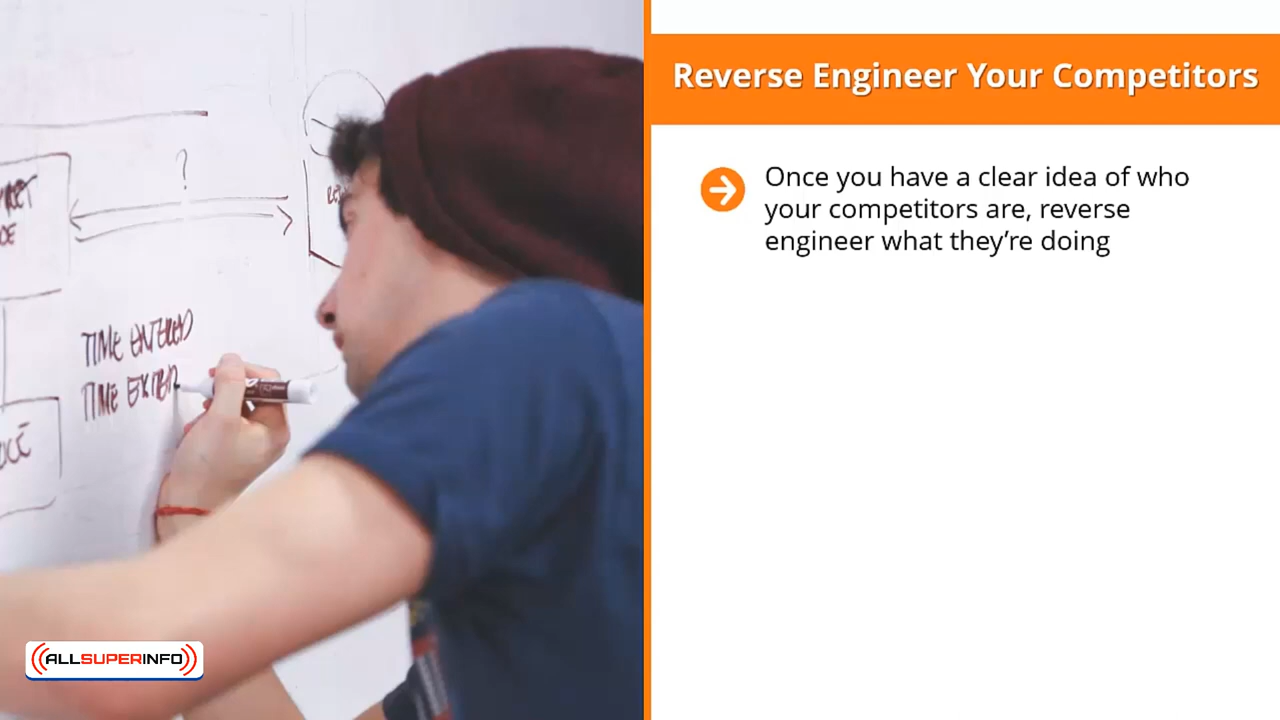 Reverse Engineer Your Competitors
Once you have a clear idea of who
your competitors are, reverse
engineer what they’re doing
?
TIME ENTERED
TIME
ALLSUPERINFO